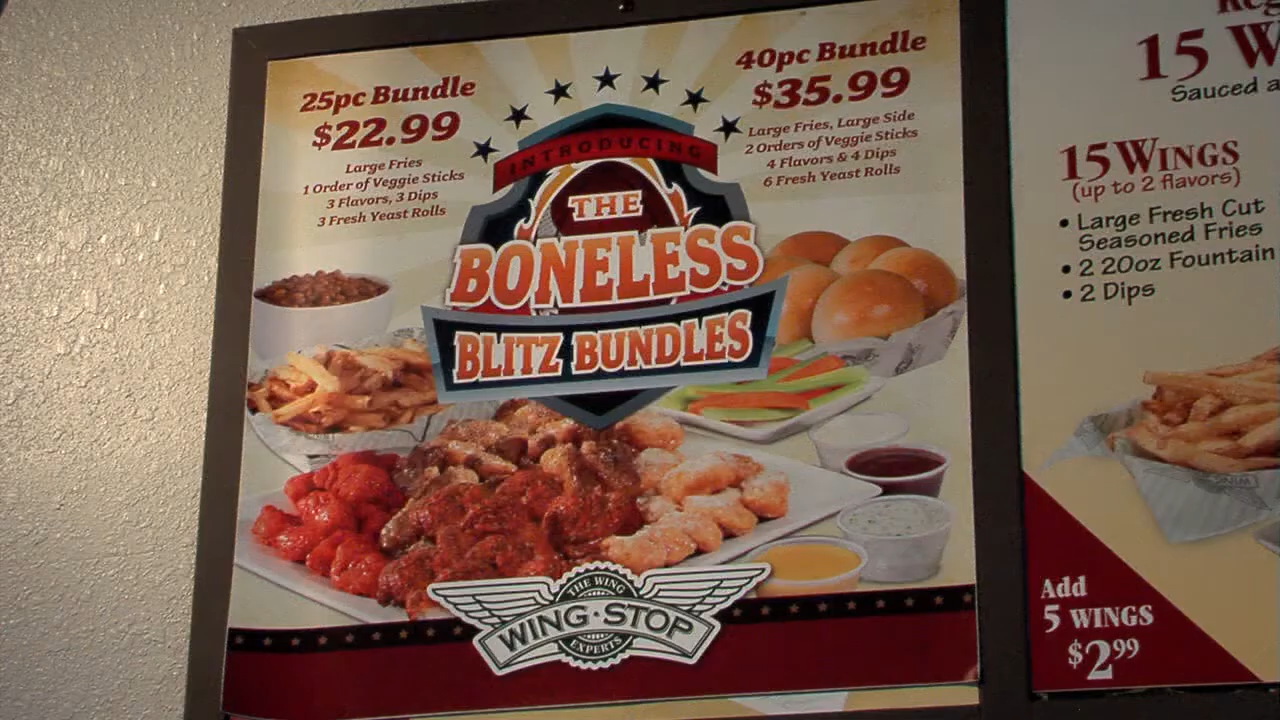 25pc Bundle
$22.99
Large Fries
1 Order of Veggie Sticks
3 Flavors, 3 Dips
3 Fresh Yeast Rolls
40pc Bundle
$35.99
Large Fries, Large Side
2 Orders of Veggie Sticks
4 Flavors & 4 Dips
6 Fresh Yeast Rolls
INTRODUCING
THE
BONELESS
BLITZ BUNDLES
THE WING
WING·STOP
EXPERTS
15 W
Sauced a
15 WINGS
(up to 2 flavors)
• Large Fresh Cut
Seasoned Fries
• 2 20oz Fountain
• 2 Dips
Add
5 WINGS
$2.99